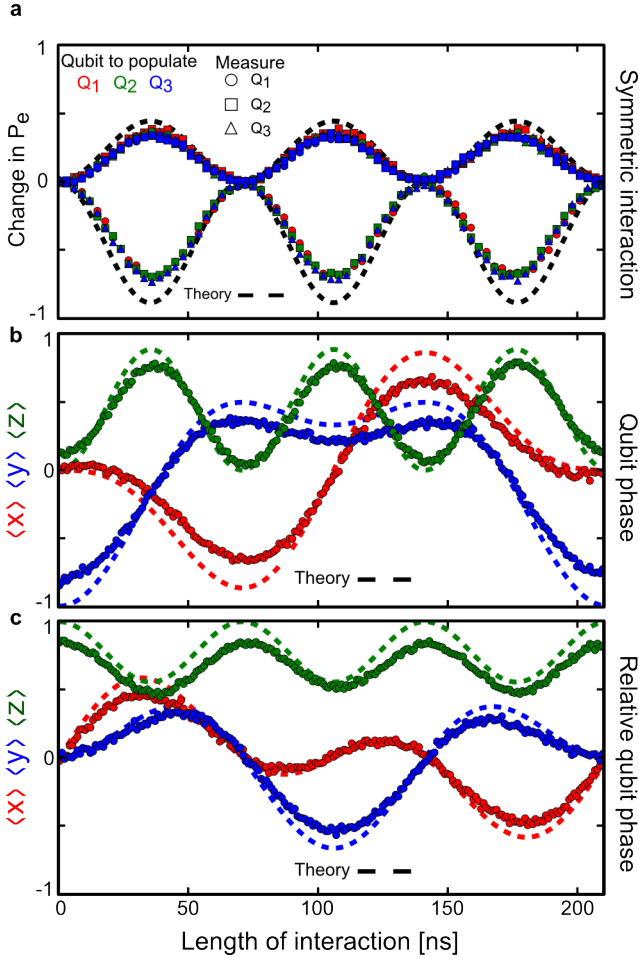 a
1
Qubit to populate
Q1 Q2 Q3
Measure
Q1
Q2
Q3
Change in Pe
0
Theory
-1
Symmetric interaction
b
1
⟨x⟩ ⟨y⟩ ⟨z⟩
0
Theory
-1
Qubit phase
c
1
⟨x⟩ ⟨y⟩ ⟨z⟩
0
Theory
-1
Relative qubit phase
0 50 100 150 200
Length of interaction [ns]